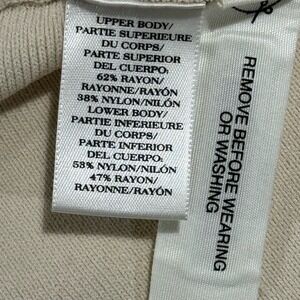 UPPER BODY/
PARTIE SUPERIEURE
DU CORPS/
PARTE SUPERIOR
DEL CUERPO:
62% RAYON/
RAYONNE/RAYÓN
38% NYLON/NILÓN
LOWER BODY/
PARTIE INFERIEURE
DU CORPS/
PARTE INFERIOR
DEL CUERPO:
53% NYLON/NILÓN
47% RAYON/
RAYONNE/RAYÓN
REMOVE BEFORE WEARING
OR WASHING